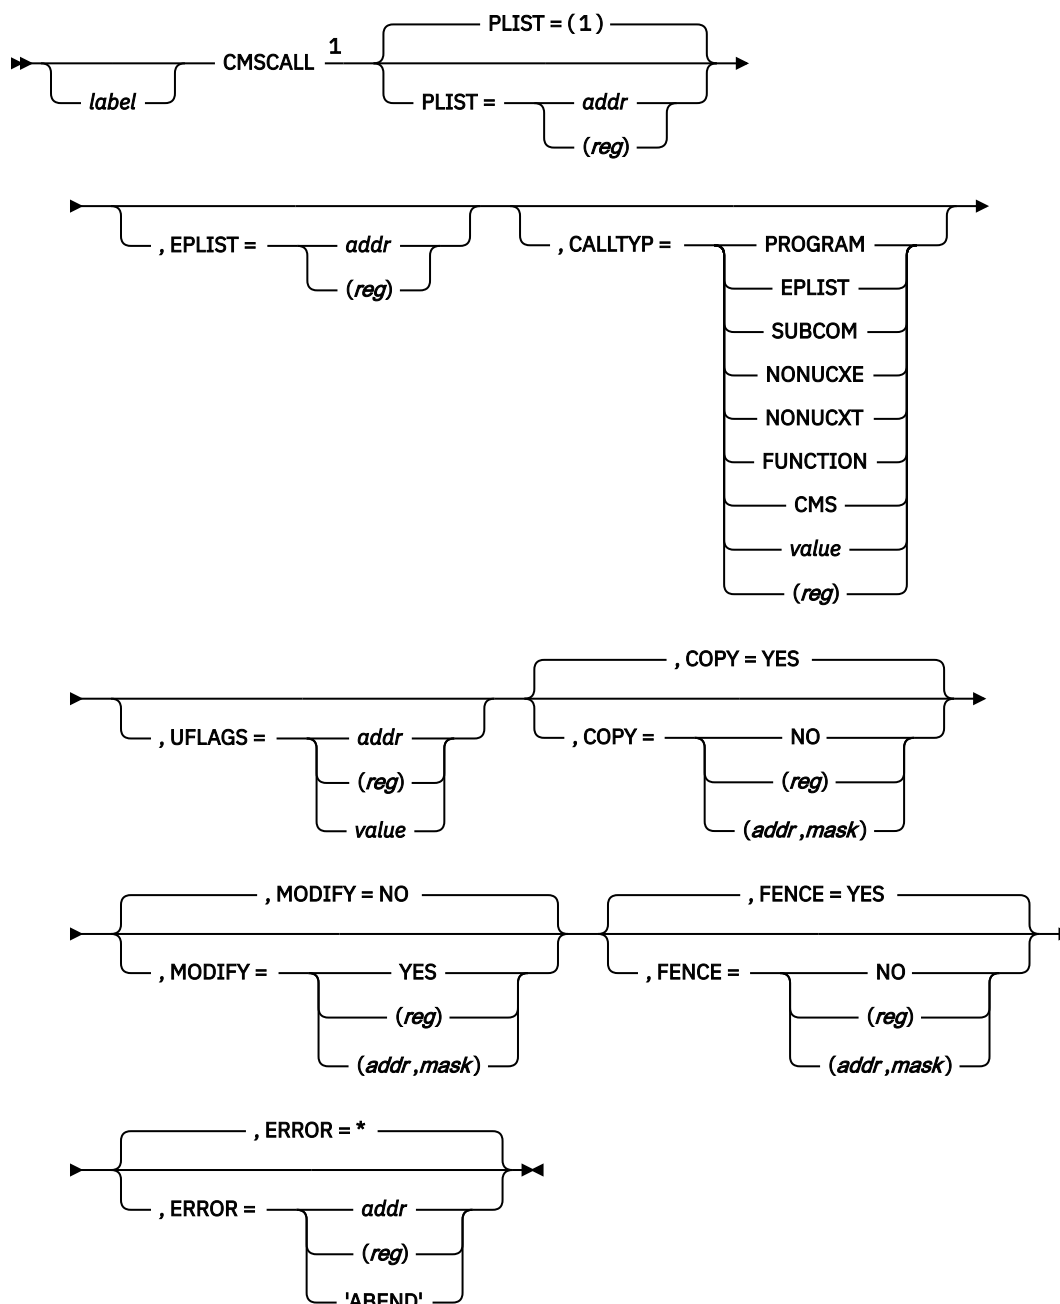 PLIST = ( 1 )
CMSCALL 1
label PLIST = addr
(reg)
, EPLIST = addr , CALLTYP = PROGRAM
(reg) EPLIST
SUBCOM
NONUCXE
NONUCXT
FUNCTION
CMS
value
(reg)
, COPY = YES
, UFLAGS = addr , COPY = NO
(reg) (reg)
value (addr ,mask)
, MODIFY = NO , FENCE = YES
, MODIFY = YES , FENCE = NO
(reg) (reg)
(addr ,mask) (addr ,mask)
, ERROR = *
, ERROR = addr
(reg)
'ABEND'